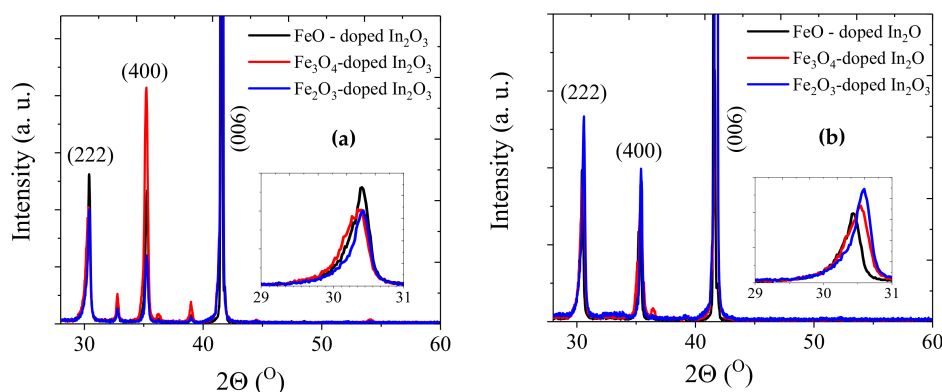 FeO - doped In₂O₃
Fe₃O₄-doped In₂O₃
Fe₂O₃-doped In₂O₃
(400)
(222)
(a)
(006)
Intensity (a. u.)
29 30 31
30 40 50 60
2Θ (O)
FeO - doped In₂O
Fe₃O₄-doped In₂O
Fe₂O₃-doped In₂O₃
(222)
(400)
(b)
(006)
Intensity (a. u.)
29 30 31
30 40 50 60
2Θ (O)